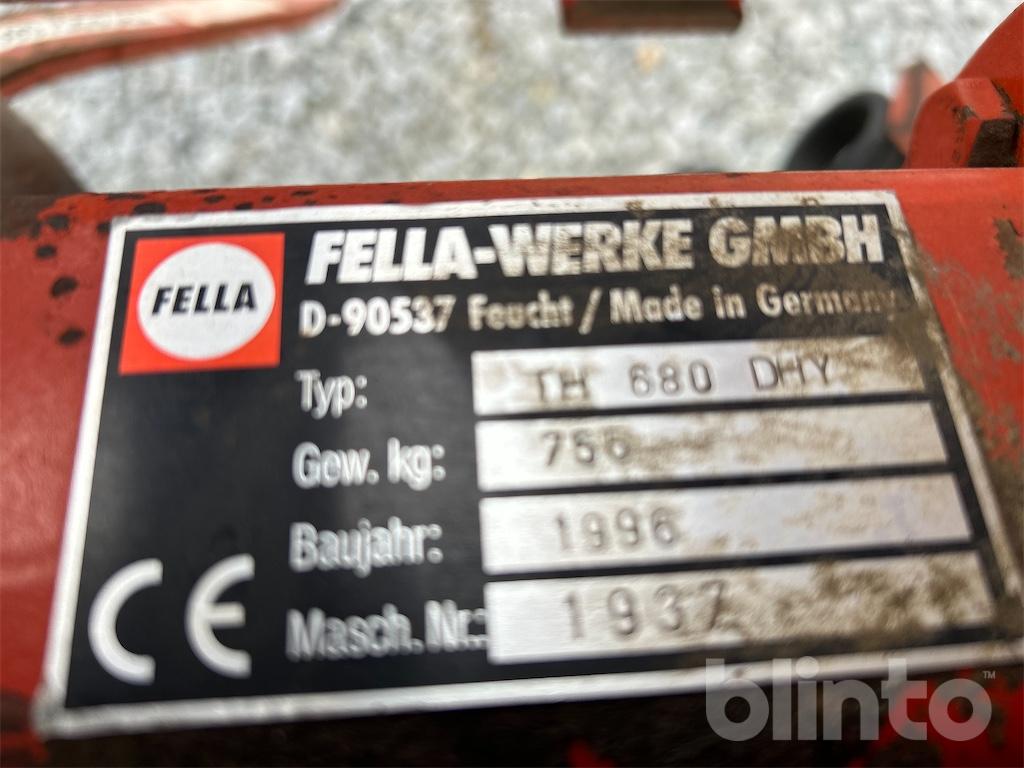 FELLA
FELLA-WERKE GMBH
D-90537 Feucht / Made in Germany
Typ: TH 680 DHY
Gew. kg: 756
Baujahr: 1996
Masch. Nr.: 1937
CE
blinto™